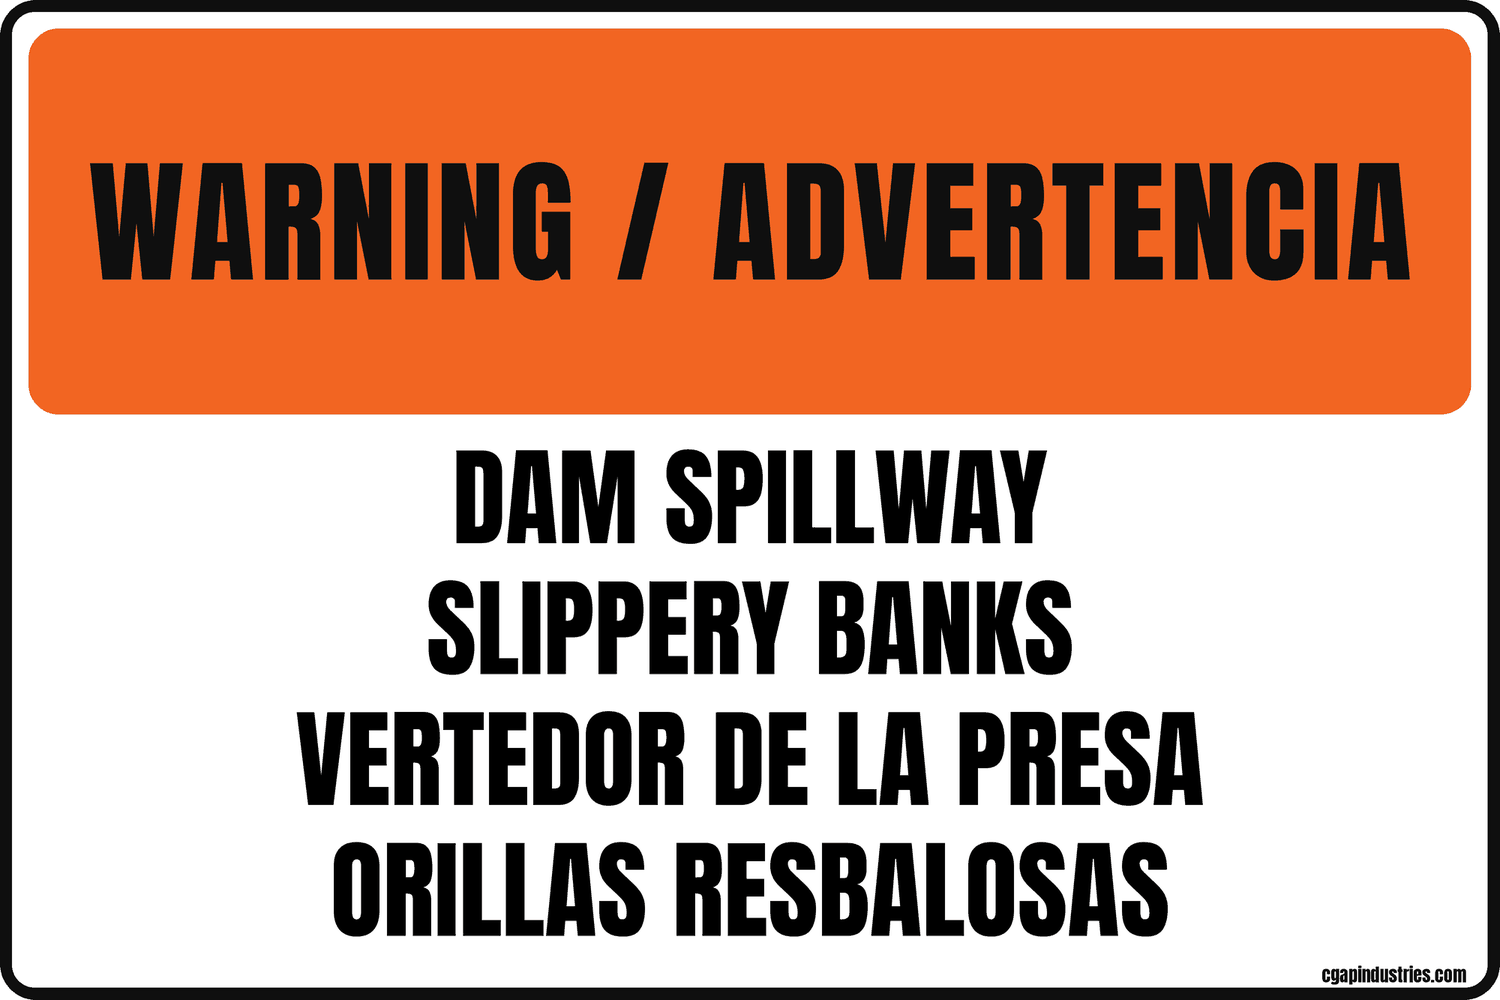 WARNING / ADVERTENCIA
DAM SPILLWAY
SLIPPERY BANKS
VERTEDOR DE LA PRESA
ORILLAS RESBALOSAS
cgapindustries.com